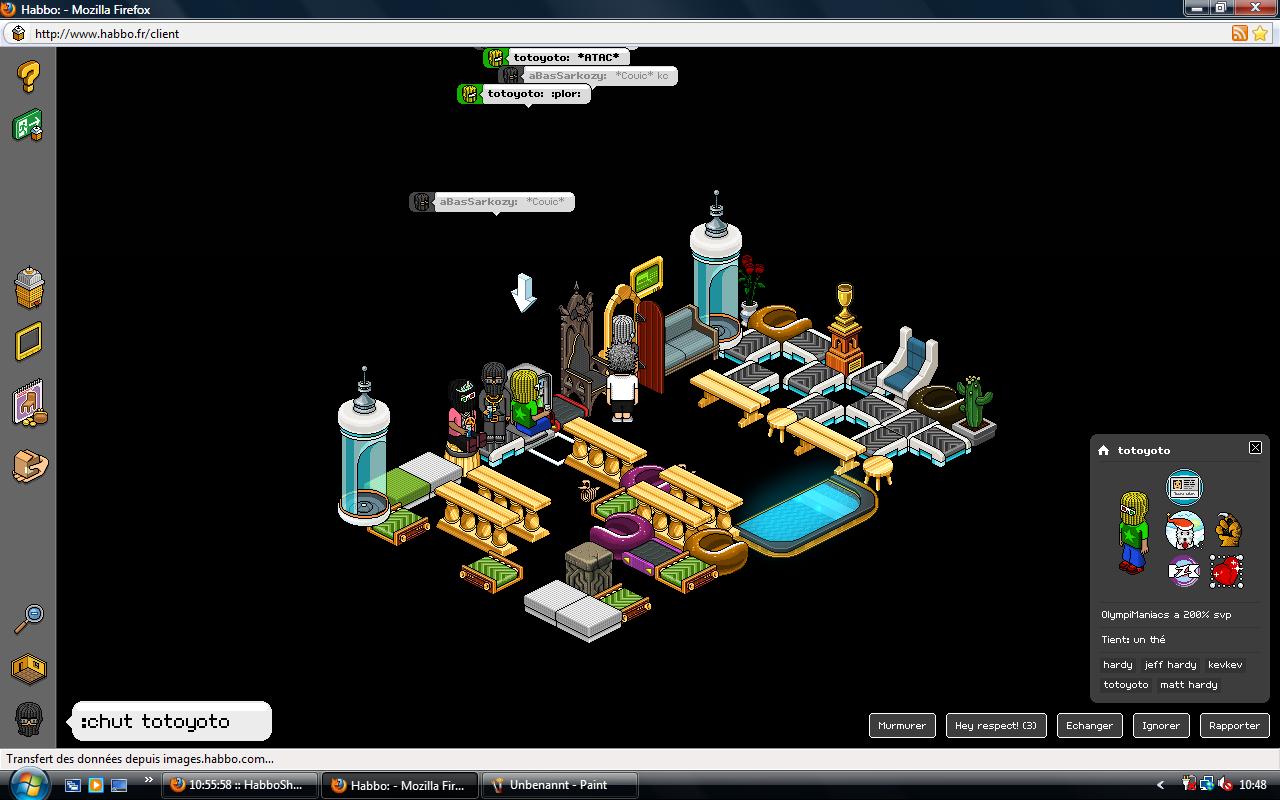 Habbo: - Mozilla Firefox
http://www.habbo.fr/client
totoyoto: *ATAC*
aBasSarkozy: *Couic* kc
totoyoto: :plor:
aBasSarkozy: *Couic*
totoyoto
OlympiManiacs a 200% svp
Tient: un thé
hardy jeff hardy kevkev
totoyoto matt hardy
:chut totoyoto
Murmurer Hey respect! (3) Echanger Ignorer Rapporter
Transfert des données depuis images.habbo.com...
» 10:55:58 :: HabboSh... Habbo: - Mozilla Fir... Unbenannt - Paint < 10:48